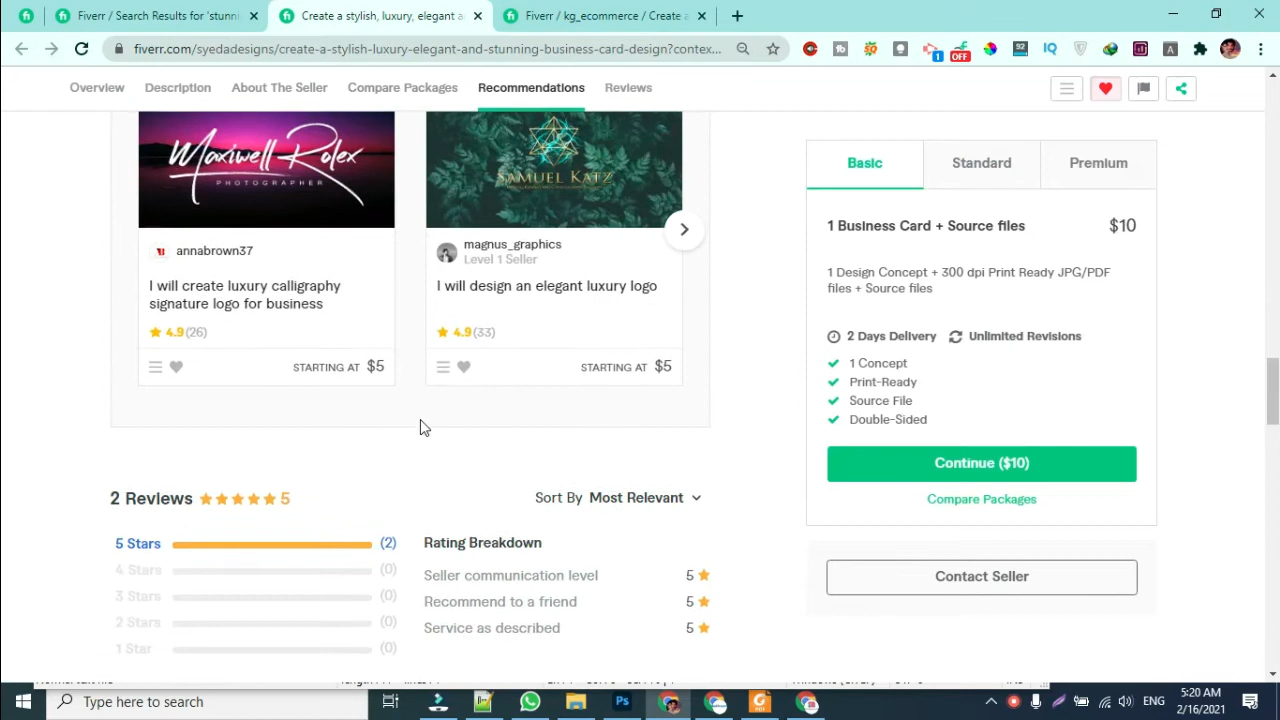 Fiverr / Search Results for 'stunni
Create a stylish, luxury, elegant a
Fiverr / kg_ecommerce / Create a
fiverr.com/syedadesigns/create-a-stylish-luxury-elegant-and-stunning-business-card-design?contex...
92
IQ
1
OFF
A
Overview Description About The Seller Compare Packages Recommendations Reviews
Maxiwell Rolex
PHOTOGRAPHER
SAMUEL KATZ
annabrown37
magnus_graphics
Level 1 Seller
I will create luxury calligraphy
signature logo for business
I will design an elegant luxury logo
4.9 (26)
4.9 (33)
STARTING AT $5
STARTING AT $5
Basic Standard Premium
1 Business Card + Source files $10
1 Design Concept + 300 dpi Print Ready JPG/PDF
files + Source files
2 Days Delivery Unlimited Revisions
1 Concept
Print-Ready
Source File
Double-Sided
Continue ($10)
Compare Packages
Contact Seller
2 Reviews 5
Sort By Most Relevant
5 Stars (2)
4 Stars (0)
3 Stars (0)
2 Stars (0)
1 Star (0)
Rating Breakdown
Seller communication level 5
Recommend to a friend 5
Service as described 5
Type here to search
Ps
ENG
5:20 AM
2/16/2021